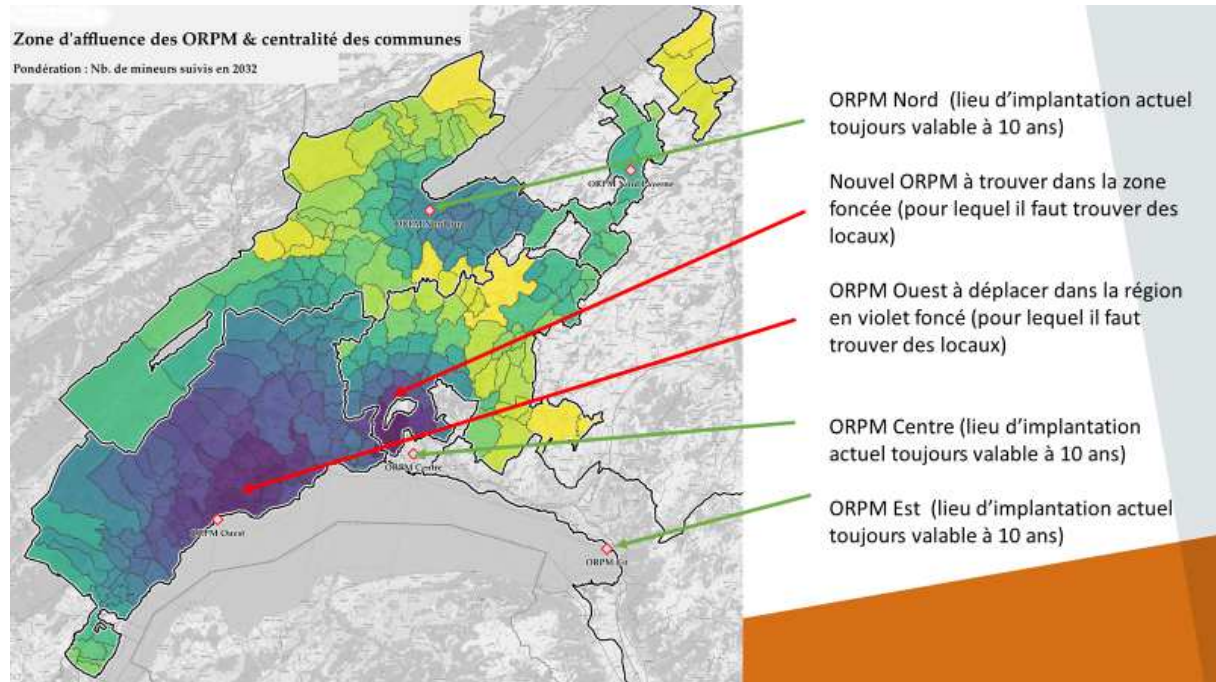 Zone d'affluence des ORPM & centralité des communes
Pondération : Nb. de mineurs suivis en 2032
ORPM Nord (lieu d'implantation actuel
toujours valable à 10 ans)
Nouvel ORPM à trouver dans la zone
foncée (pour lequel il faut trouver des
locaux)
ORPM Ouest à déplacer dans la région
en violet foncé (pour lequel il faut
trouver des locaux)
ORPM Centre (lieu d'implantation
actuel toujours valable à 10 ans)
ORPM Est (lieu d'implantation actuel
toujours valable à 10 ans)
ORPM Nord
ORPM
ORPM Centre
ORPM Ouest
ORPM Est